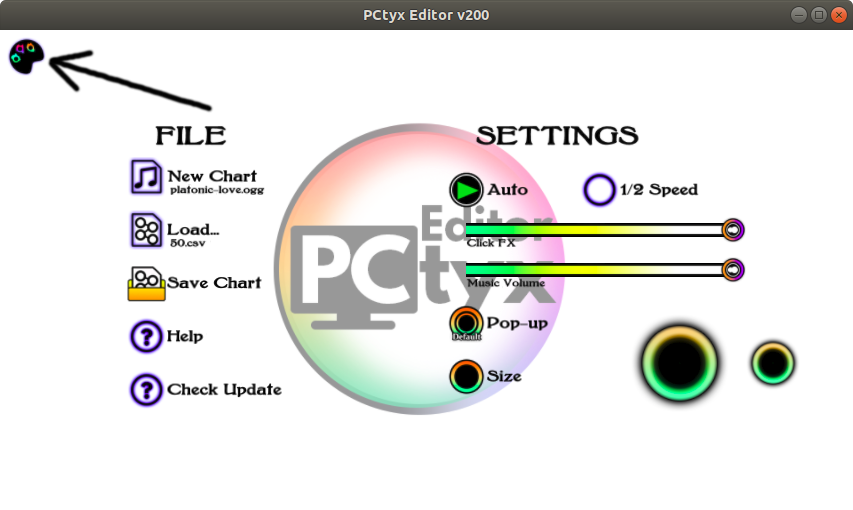 PCtyx Editor v200
FILE
New Chart
platonic-love.ogg
Load...
50.csv
Save Chart
Help
Check Update
SETTINGS
Auto
1/2 Speed
Click FX
Music Volume
Pop-up
Default
Size
Editor
PCtyx